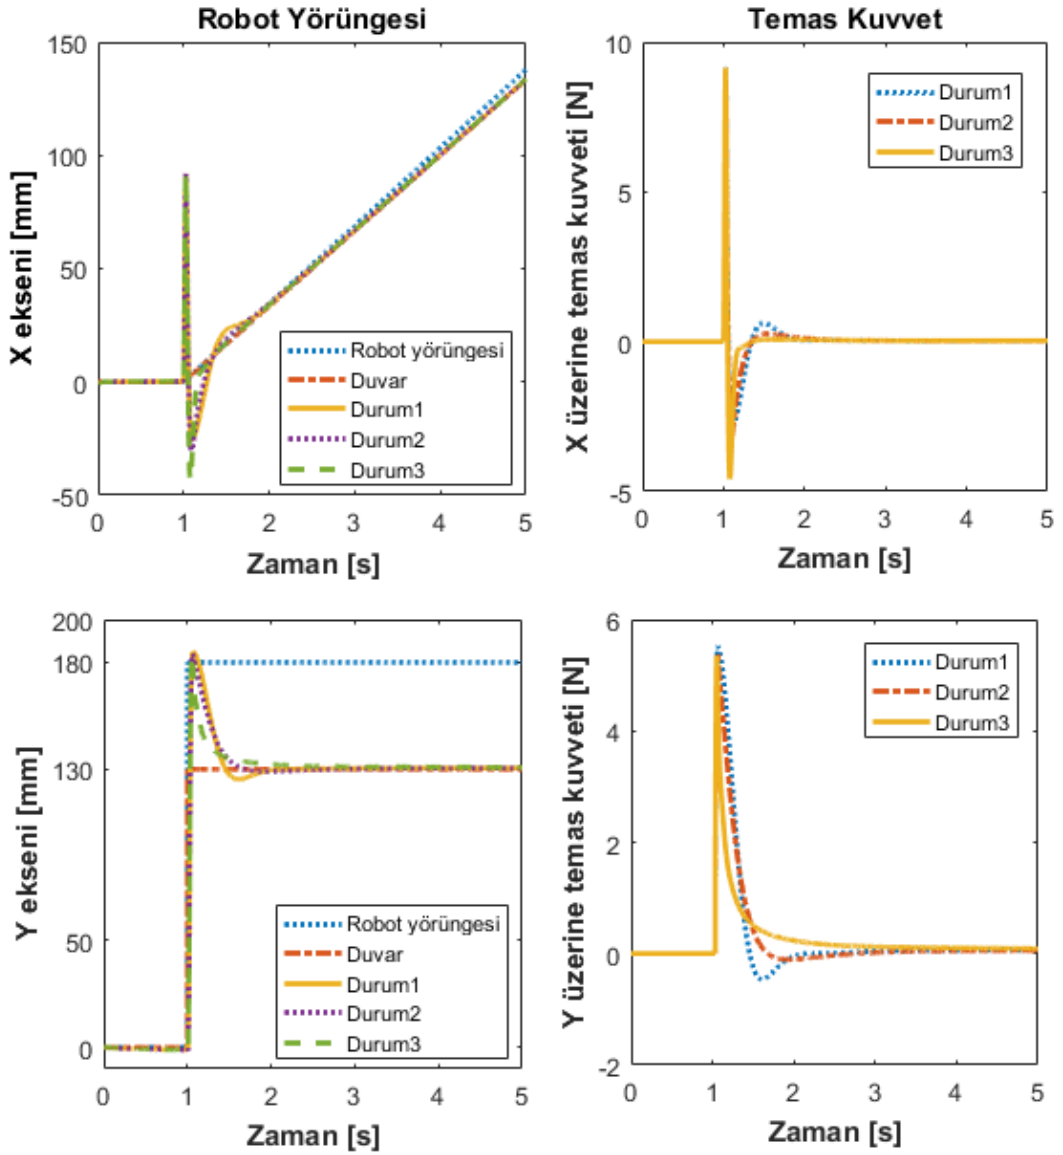 Robot Yörüngesi
150
100
50
0
-50
X ekseni [mm]
0 1 2 3 4 5
Zaman [s]
Robot yörüngesi
Duvar
Durum1
Durum2
Durum3
Temas Kuvvet
10
5
0
-5
X üzerine temas kuvveti [N]
0 1 2 3 4 5
Zaman [s]
Durum1
Durum2
Durum3
200
180
130
50
0
Y ekseni [mm]
0 1 2 3 4 5
Zaman [s]
Robot yörüngesi
Duvar
Durum1
Durum2
Durum3
6
4
2
0
-2
Y üzerine temas kuvveti [N]
0 1 2 3 4 5
Zaman [s]
Durum1
Durum2
Durum3